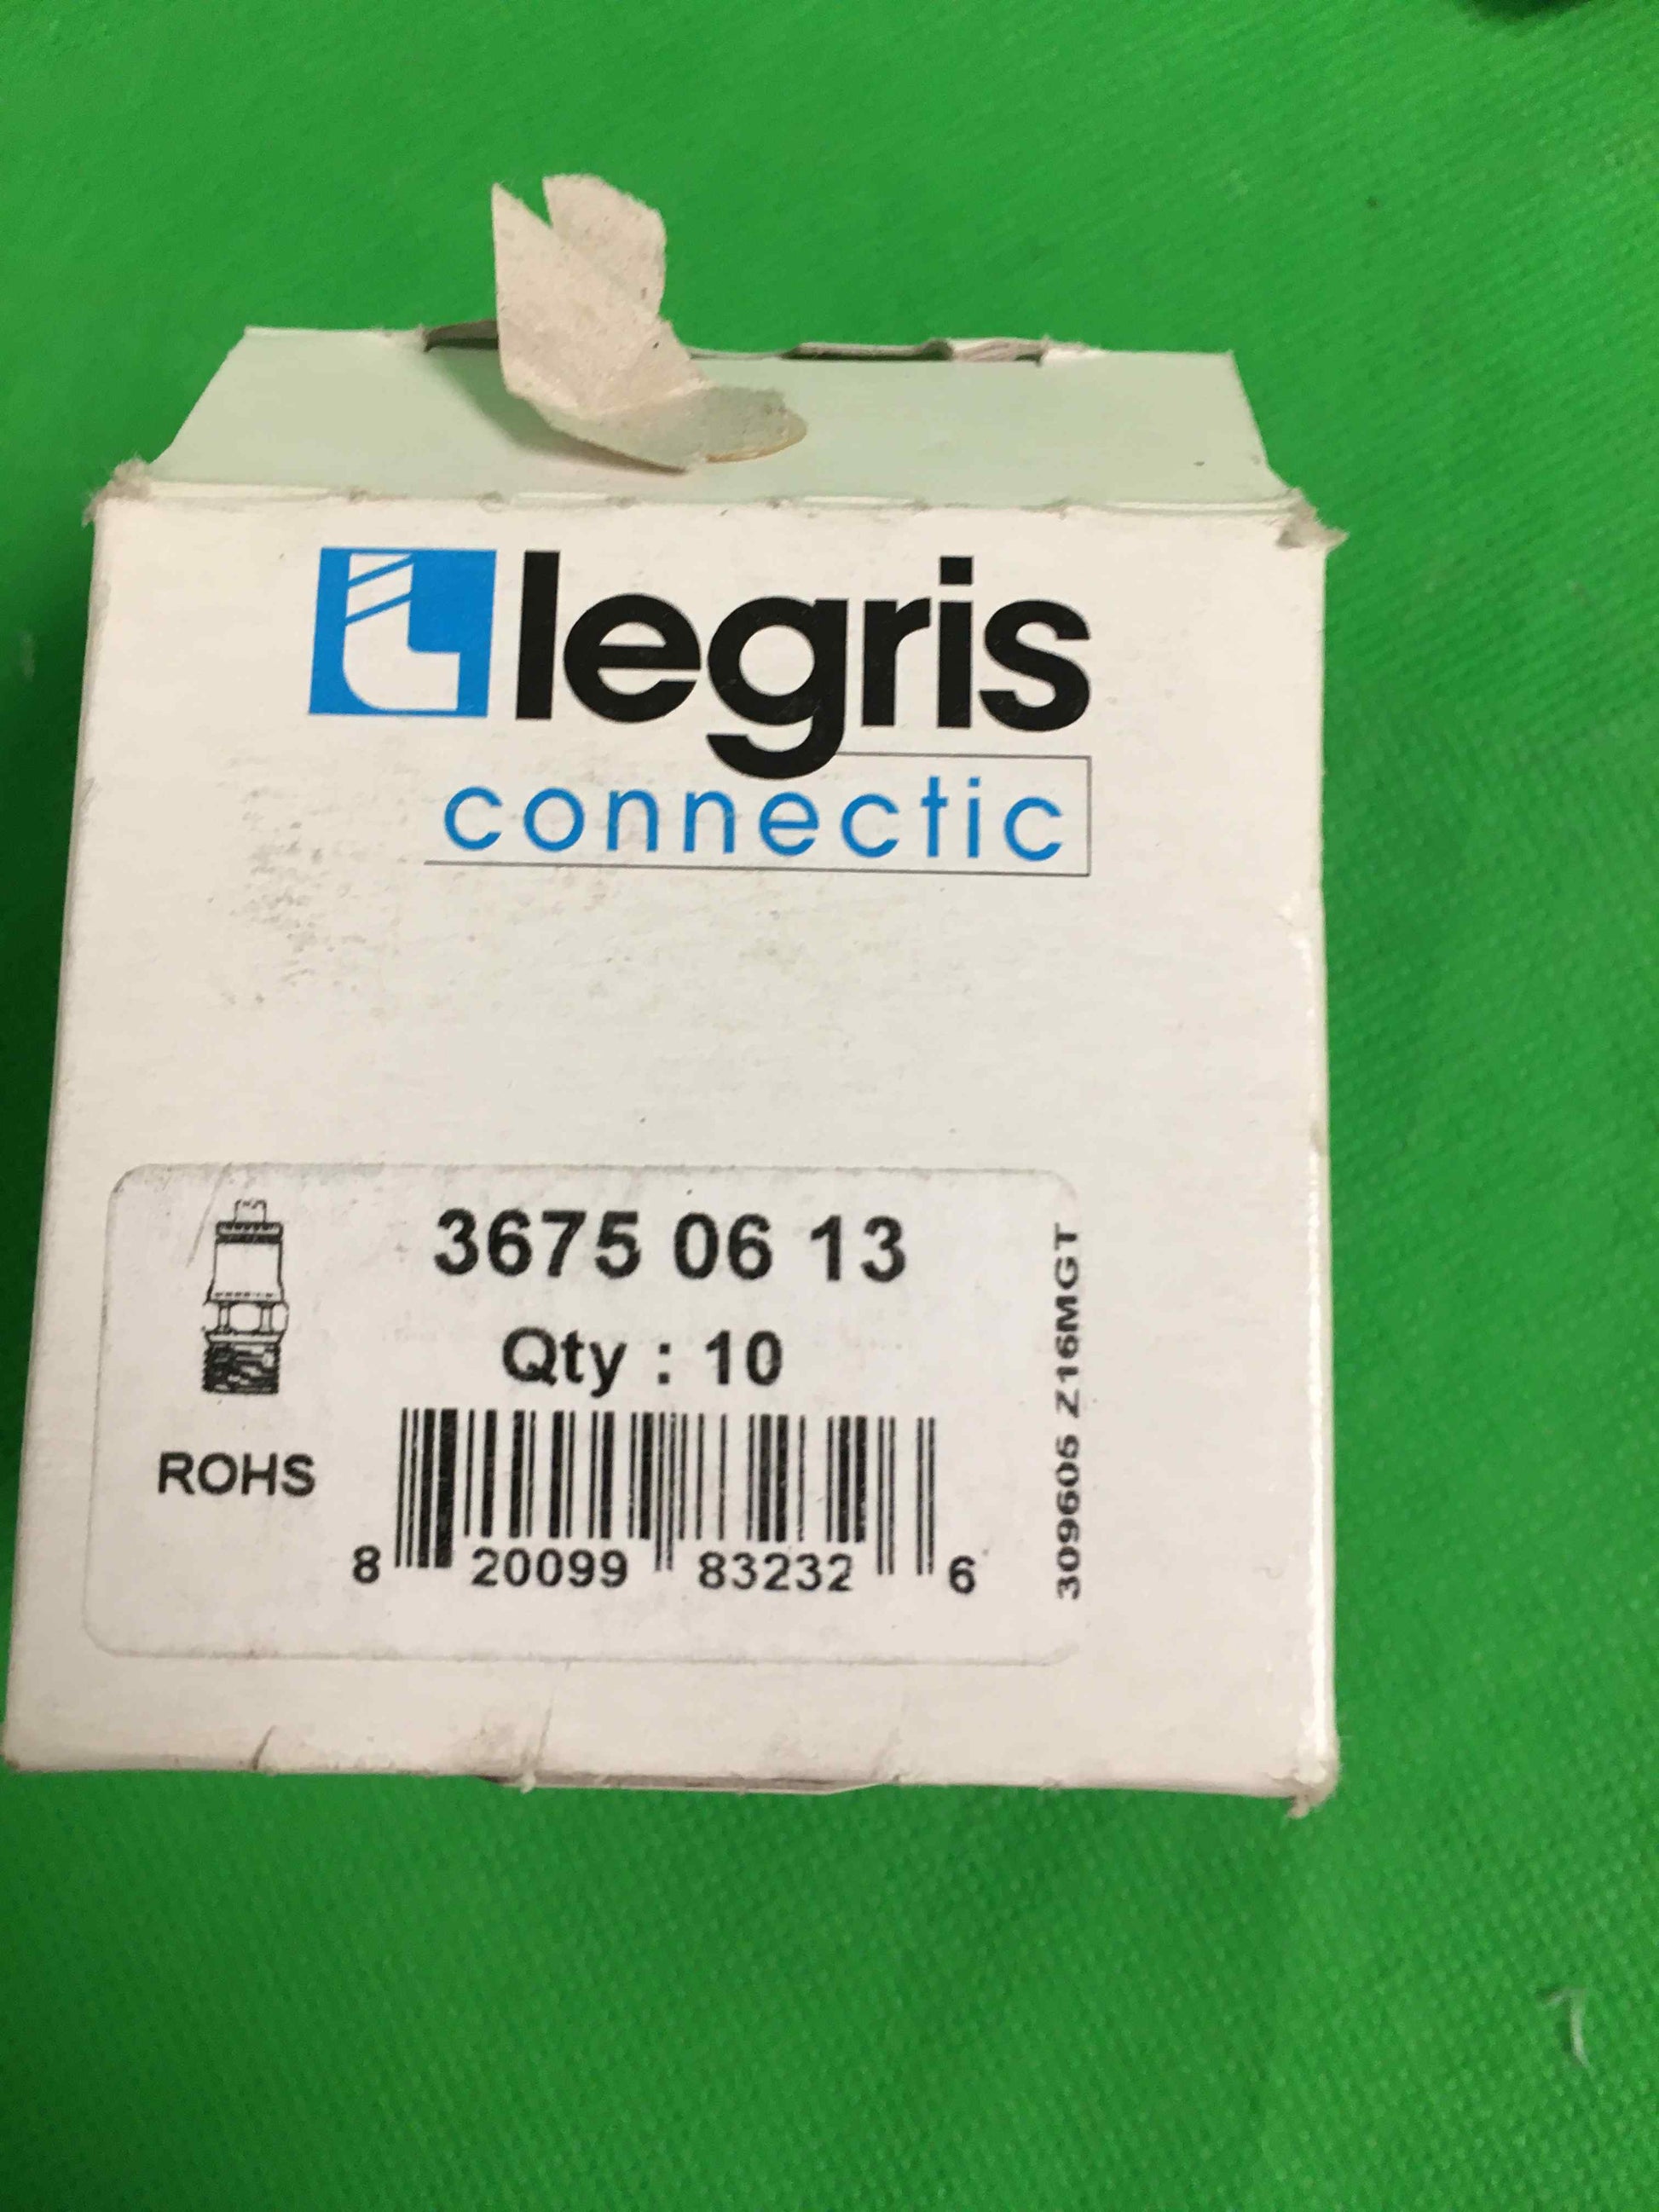 legris
connectic
3675 06 13
Qty : 10
ROHS
8 20099 83232 6
309605 Z16MGT